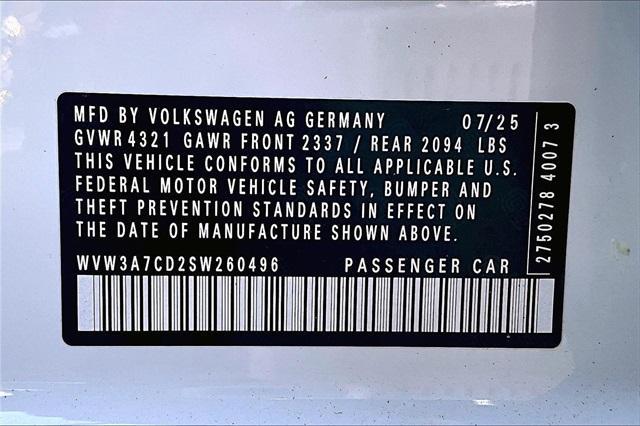 MFD BY VOLKSWAGEN AG GERMANY 07/25
GVWR 4321 GAWR FRONT 2337 / REAR 2094 LBS
THIS VEHICLE CONFORMS TO ALL APPLICABLE U.S.
FEDERAL MOTOR VEHICLE SAFETY, BUMPER AND
THEFT PREVENTION STANDARDS IN EFFECT ON
THE DATE OF MANUFACTURE SHOWN ABOVE.
WVW3A7CD2SW260496 PASSENGER CAR
2750278 4007 3